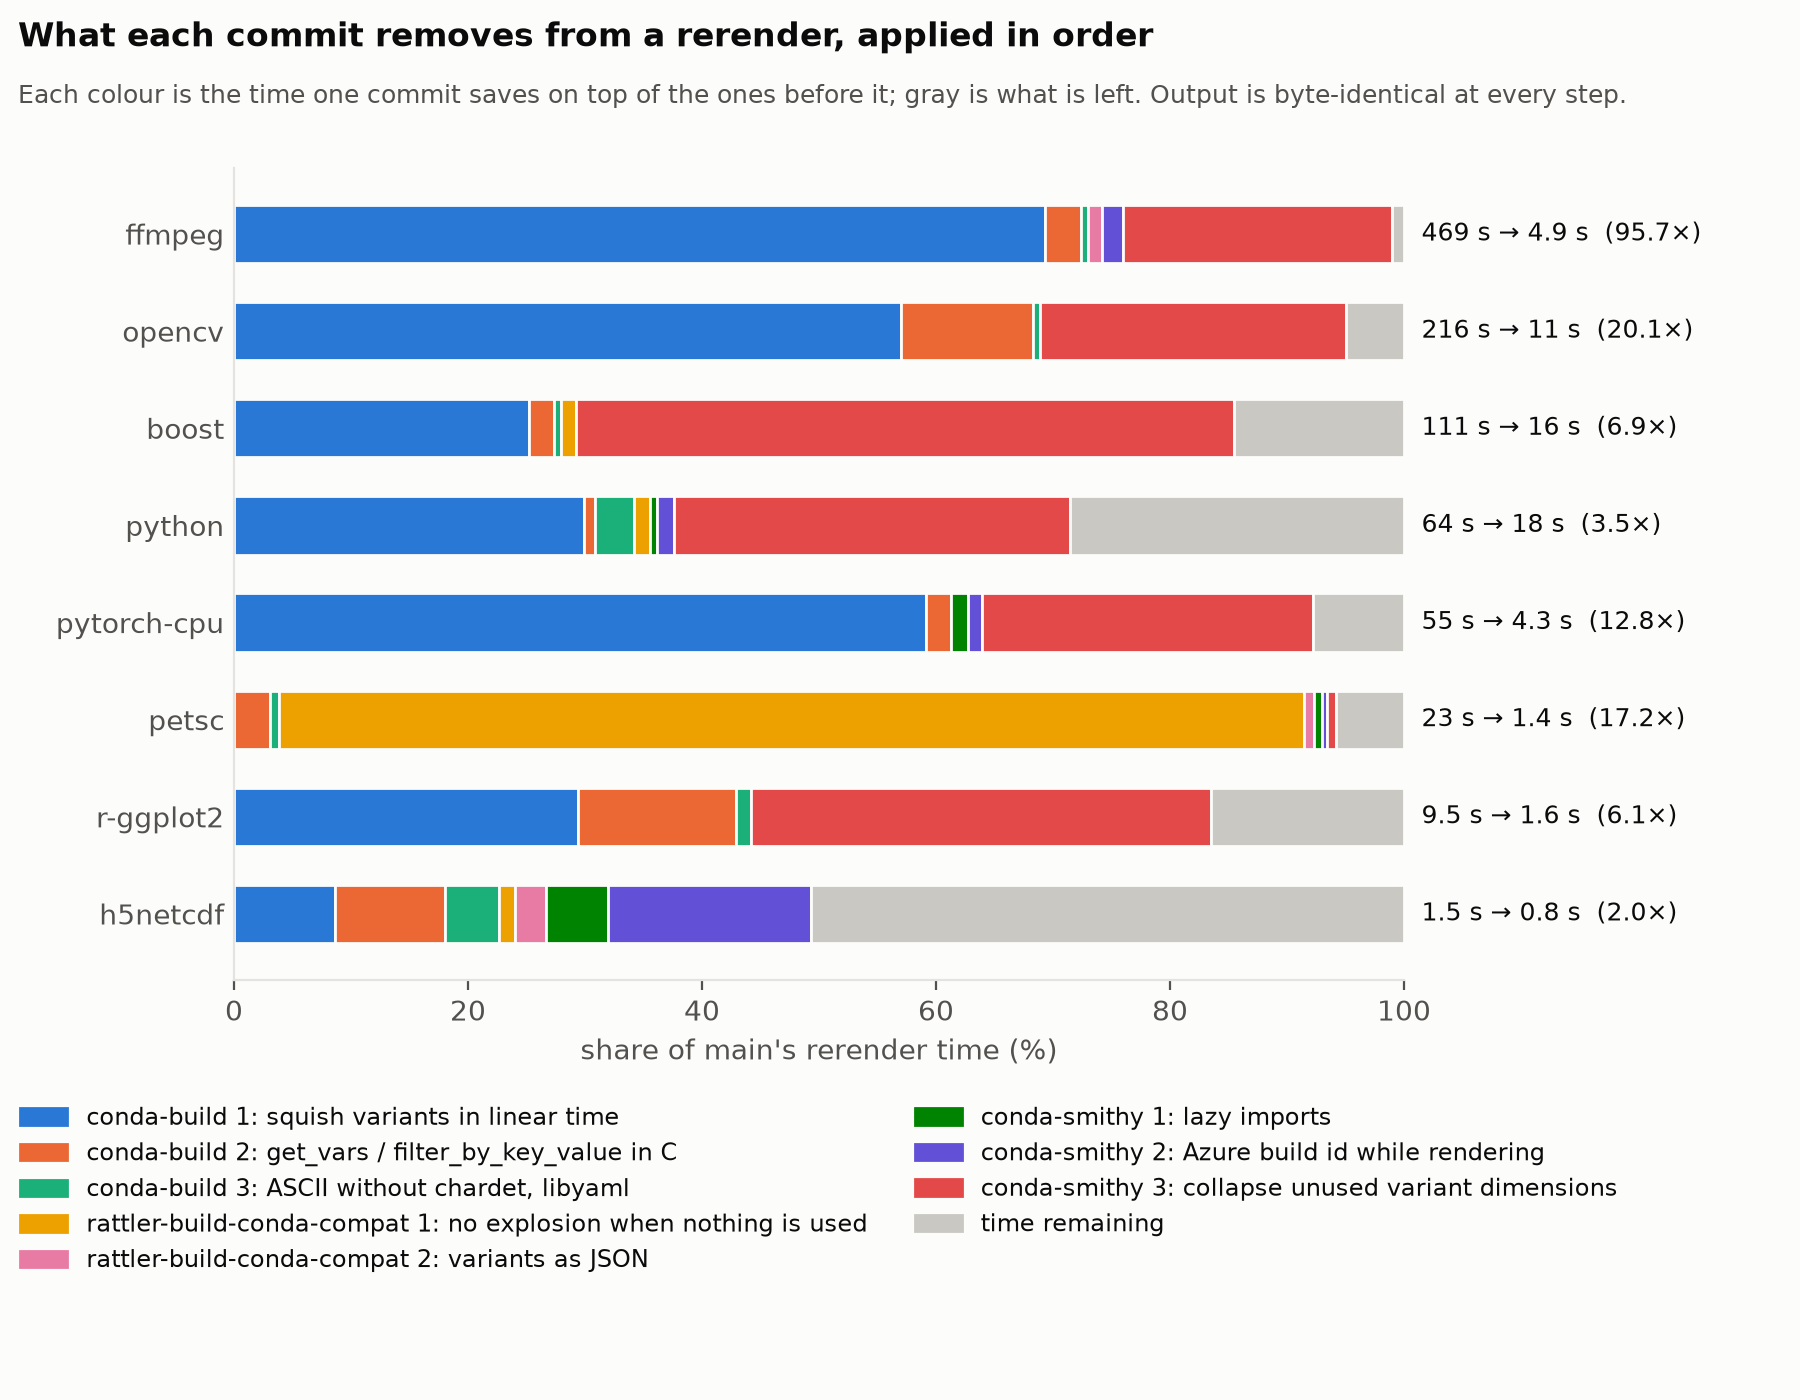 What each commit removes from a rerender, applied in order
Each colour is the time one commit saves on top of the ones before it; gray is what is left. Output is byte-identical at every step.
ffmpeg 469 s → 4.9 s (95.7×)
opencv 216 s → 11 s (20.1×)
boost 111 s → 16 s (6.9×)
python 64 s → 18 s (3.5×)
pytorch-cpu 55 s → 4.3 s (12.8×)
petsc 23 s → 1.4 s (17.2×)
r-ggplot2 9.5 s → 1.6 s (6.1×)
h5netcdf 1.5 s → 0.8 s (2.0×)
0 20 40 60 80 100
share of main's rerender time (%)
conda-build 1: squish variants in linear time
conda-build 2: get_vars / filter_by_key_value in C
conda-build 3: ASCII without chardet, libyaml
rattler-build-conda-compat 1: no explosion when nothing is used
rattler-build-conda-compat 2: variants as JSON
conda-smithy 1: lazy imports
conda-smithy 2: Azure build id while rendering
conda-smithy 3: collapse unused variant dimensions
time remaining